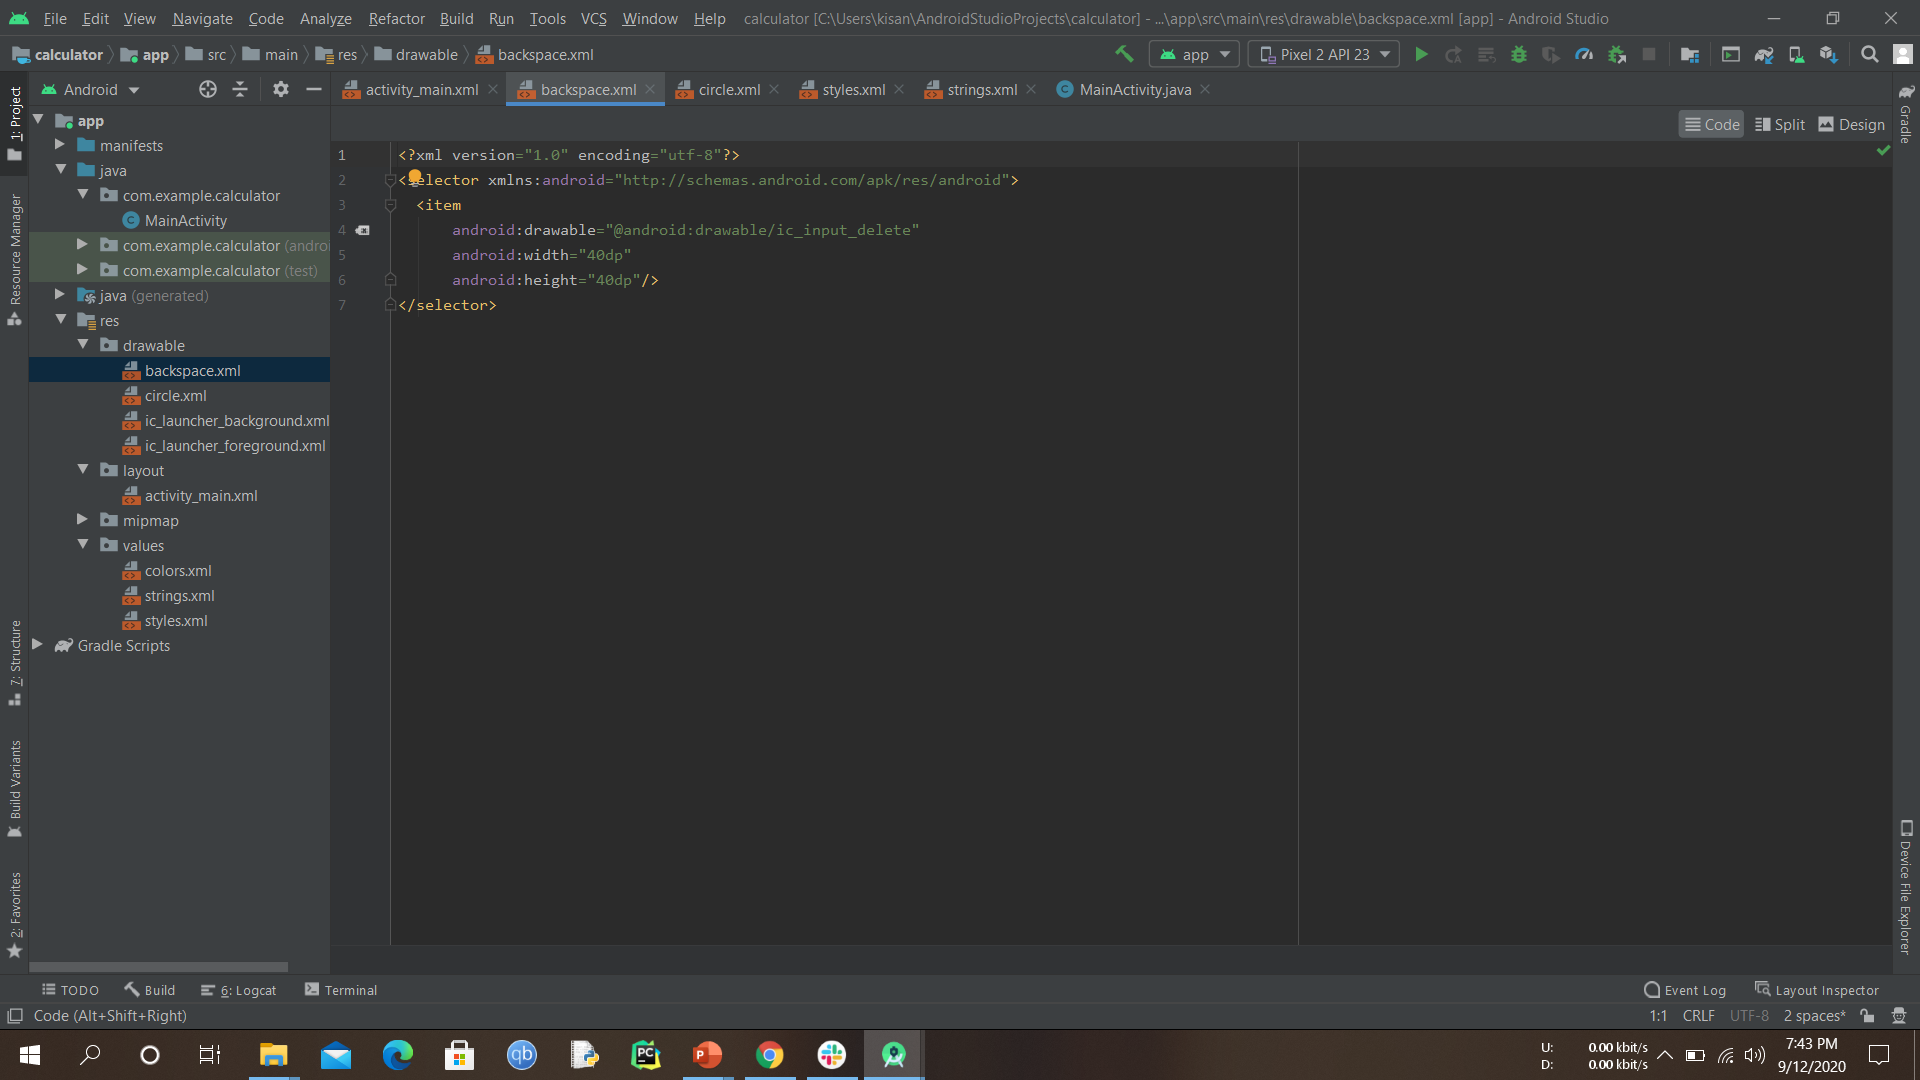 File Edit View Navigate Code Analyze Refactor Build Run Tools VCS Window Help calculator [C:\Users\kisan\AndroidStudioProjects\calculator] - ...\app\src\main\res\drawable\backspace.xml [app] - Android Studio
calculator app src main res drawable backspace.xml app Pixel 2 API 23
Android activity_main.xml backspace.xml circle.xml styles.xml strings.xml MainActivity.java
Code Split Design
1: Project
Resource Manager
7: Structure
Build Variants
2: Favorites
app
manifests
java
com.example.calculator
MainActivity
com.example.calculator (andro
com.example.calculator (test)
java (generated)
res
drawable
backspace.xml
circle.xml
ic_launcher_background.xml
ic_launcher_foreground.xml
layout
activity_main.xml
mipmap
values
colors.xml
strings.xml
styles.xml
Gradle Scripts
1 <?xml version="1.0" encoding="utf-8"?>
2 <selector xmlns:android="http://schemas.android.com/apk/res/android">
3 <item
4 android:drawable="@android:drawable/ic_input_delete"
5 android:width="40dp"
6 android:height="40dp"/>
7 </selector>
Gradle
Device File Explorer
TODO Build 6: Logcat Terminal Event Log Layout Inspector
Code (Alt+Shift+Right) 1:1 CRLF UTF-8 2 spaces*
qb PC P
U: 0.00 kbit/s
D: 0.00 kbit/s
7:43 PM
9/12/2020